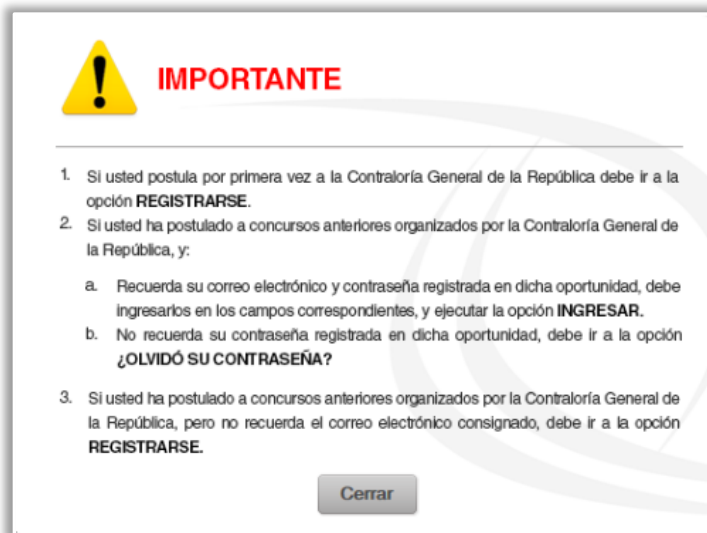 IMPORTANTE
1. Si usted postula por primera vez a la Contraloría General de la República debe ir a la
opción REGISTRARSE.
2. Si usted ha postulado a concursos anteriores organizados por la Contraloría General de
la República, y:
a. Recuerda su correo electrónico y contraseña registrada en dicha oportunidad, debe
ingresarlos en los campos correspondientes, y ejecutar la opción INGRESAR.
b. No recuerda su contraseña registrada en dicha oportunidad, debe ir a la opción
¿OLVIDÓ SU CONTRASEÑA?
3. Si usted ha postulado a concursos anteriores organizados por la Contraloría General de
la República, pero no recuerda el correo electrónico consignado, debe ir a la opción
REGISTRARSE.
Cerrar